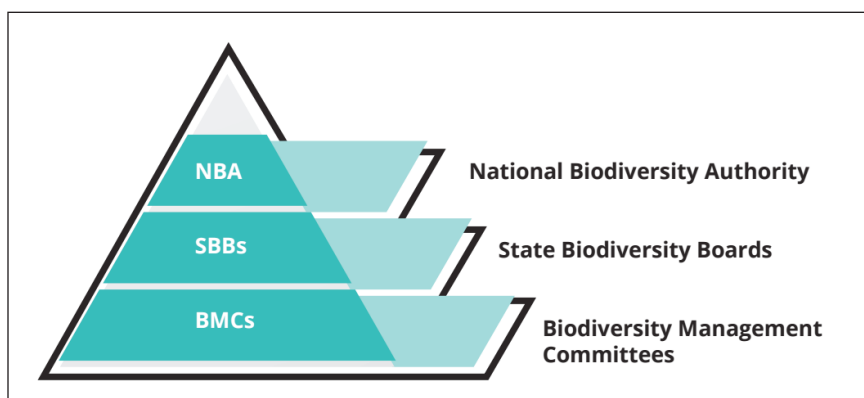 NBA
National Biodiversity Authority
SBBs
State Biodiversity Boards
BMCs
Biodiversity Management
Committees